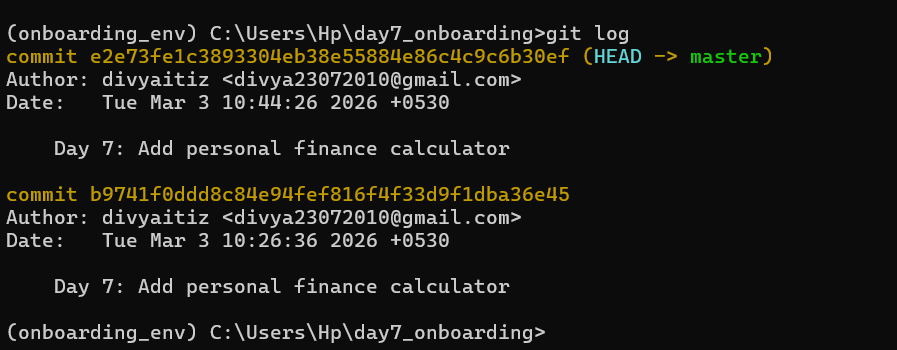 (onboarding_env) C:\Users\Hp\day7_onboarding>git log
commit e2e73fe1c3893304eb38e55884e86c4c9c6b30ef (HEAD -> master)
Author: divyaitiz <divya23072010@gmail.com>
Date:   Tue Mar 3 10:44:26 2026 +0530
    Day 7: Add personal finance calculator
commit b9741f0ddd8c84e94fef816f4f33d9f1dba36e45
Author: divyaitiz <divya23072010@gmail.com>
Date:   Tue Mar 3 10:26:36 2026 +0530
    Day 7: Add personal finance calculator
(onboarding_env) C:\Users\Hp\day7_onboarding>